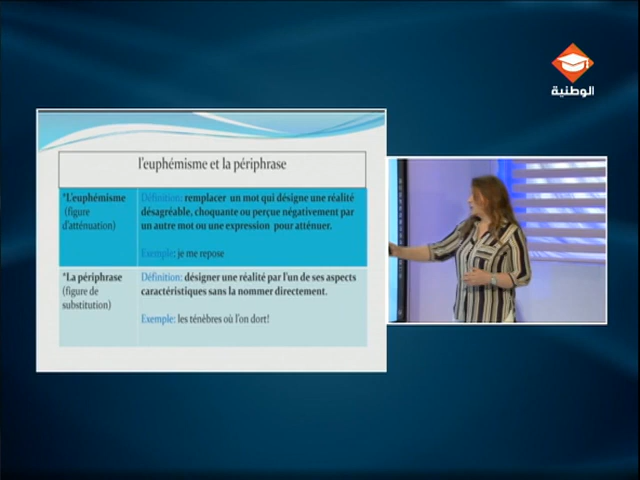 الوطنية
l'euphémisme et la périphrase
*L'euphémisme
(figure
d'atténuation)
Définition: remplacer un mot qui désigne une réalité
désagréable, choquante ou perçue négativement par
un autre mot ou une expression pour atténuer.
Exemple: je me repose
*La périphrase
(figure de
substitution)
Définition: désigner une réalité par l'un de ses aspects
caractéristiques sans la nommer directement.
Exemple: les ténèbres où l'on dort!